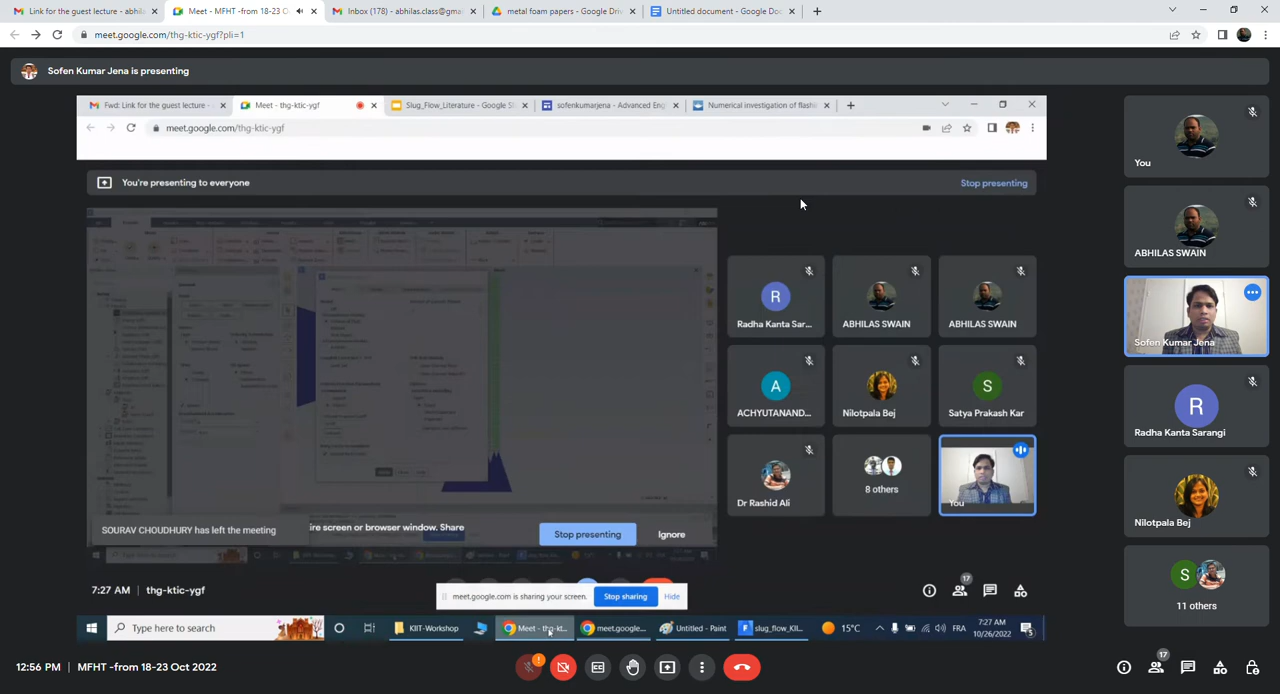 Link for the guest lecture - abhila
Meet - MFHT -from 18-23 O
Inbox (178) - abhilas.class@gmai
metal foam papers - Google Driv
Untitled document - Google Doc
meet.google.com/thg-ktic-ygf?pli=1
Sofen Kumar Jena is presenting
Fwd: Link for the guest lecture -
Meet - thg-ktic-ygf
Slug_Flow_Literature - Google Sl
sofenkumarjena - Advanced Eng
Numerical investigation of flashi
meet.google.com/thg-ktic-ygf
You're presenting to everyone
Stop presenting
You
ABHILAS SWAIN
Sofen Kumar Jena
Radha Kanta Sarangi
Nilotpala Bej
S
11 others
R
Radha Kanta Sar...
ABHILAS SWAIN
ABHILAS SWAIN
A
ACHYUTANAND...
Nilotpala Bej
S
Satya Prakash Kar
Dr Rashid Ali
8 others
You
R
SOURAV CHOUDHURY has left the meeting
ire screen or browser window. Share
Stop presenting
Ignore
7:27 AM | thg-ktic-ygf
17
meet.google.com is sharing your screen.
Stop sharing
Hide
Type here to search
KIIT-Workshop
Meet - thg-kt...
meet.google...
Untitled - Paint
slug_flow_KII...
15°C
FRA
7:27 AM
10/26/2022
5
12:56 PM | MFHT -from 18-23 Oct 2022
17